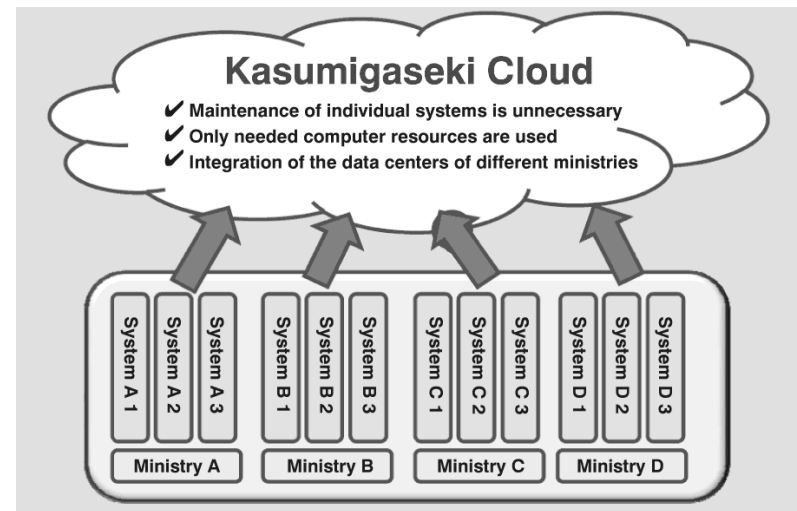 Kasumigaseki Cloud
✔ Maintenance of individual systems is unnecessary
✔ Only needed computer resources are used
✔ Integration of the data centers of different ministries
System A 1
System A 2
System A 3
System B 1
System B 2
System B 3
System C 1
System C 2
System C 3
System D 1
System D 2
System D 3
Ministry A
Ministry B
Ministry C
Ministry D